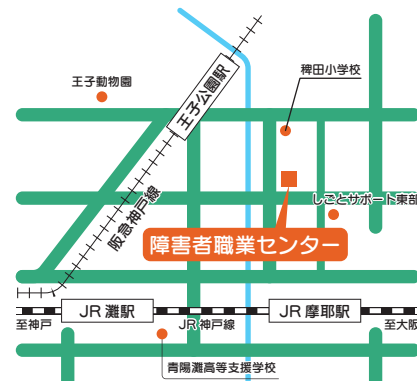 稗田小学校
王子動物園
王子公園駅
阪急神戸線
しごとサポート東部
障害者職業センター
JR 灘駅
JR 摩耶駅
至神戸
JR 神戸線
至大阪
青陽灘高等支援学校